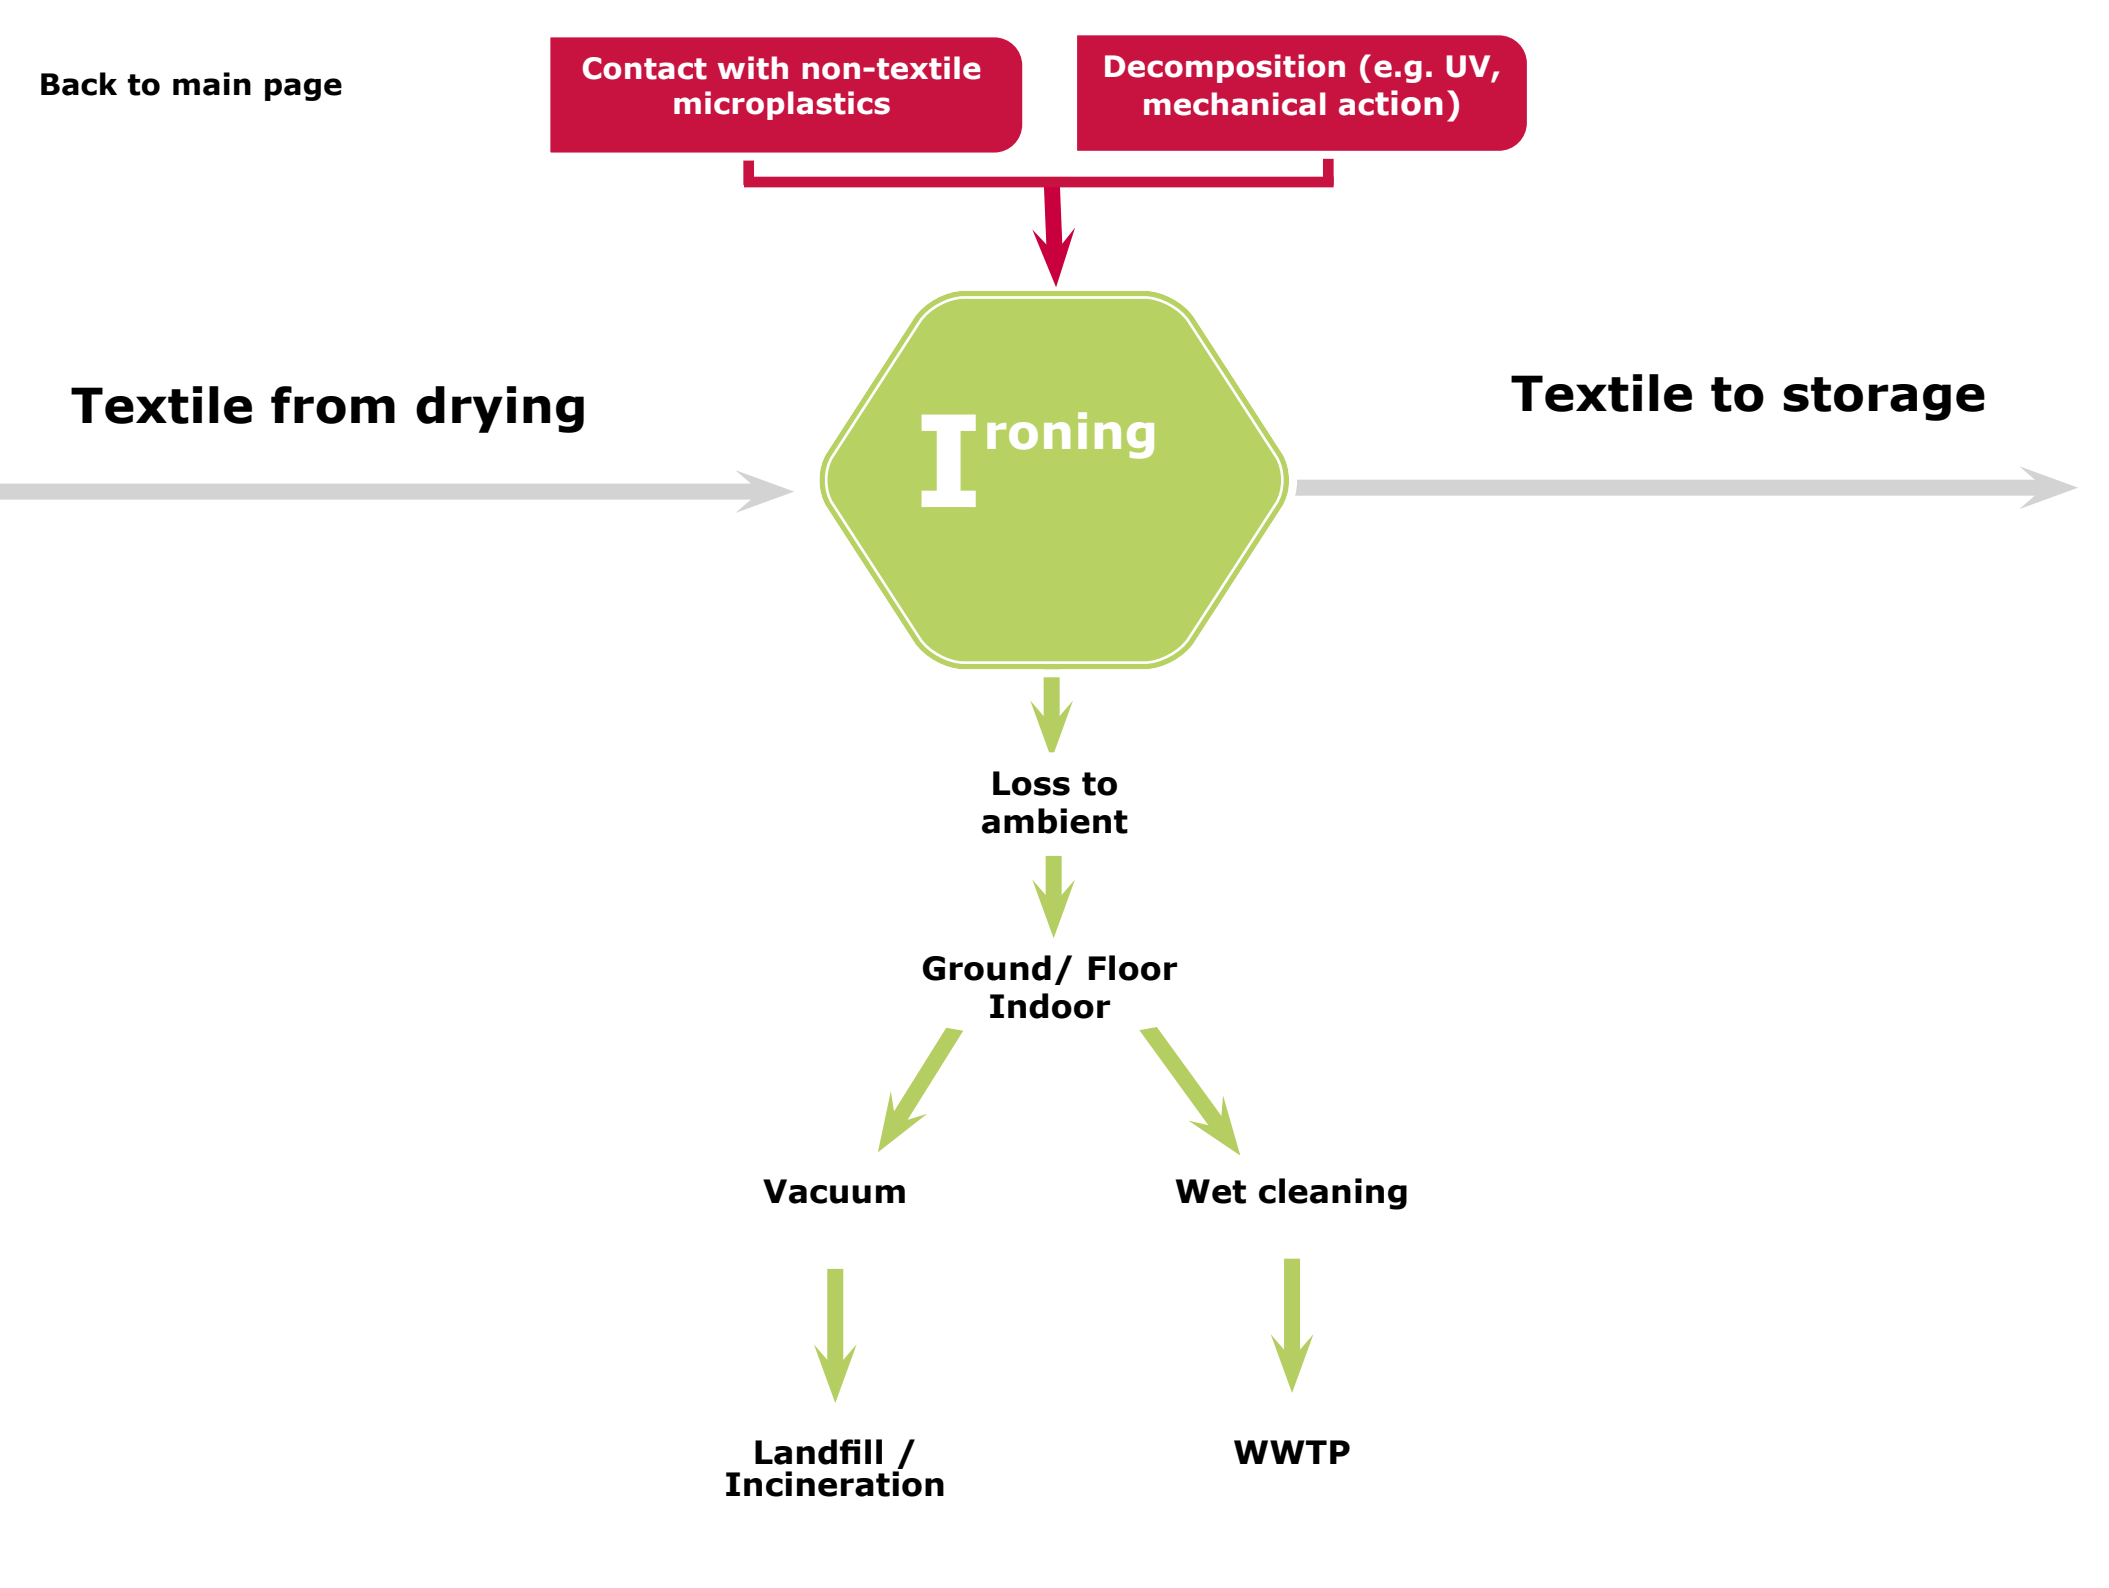 Back to main page
Contact with non-textile
microplastics
Decomposition (e.g. UV,
mechanical action)
Textile from drying
Ironing
Textile to storage
Loss to
ambient
Ground/ Floor
Indoor
Vacuum
Wet cleaning
Landfill /
Incineration
WWTP